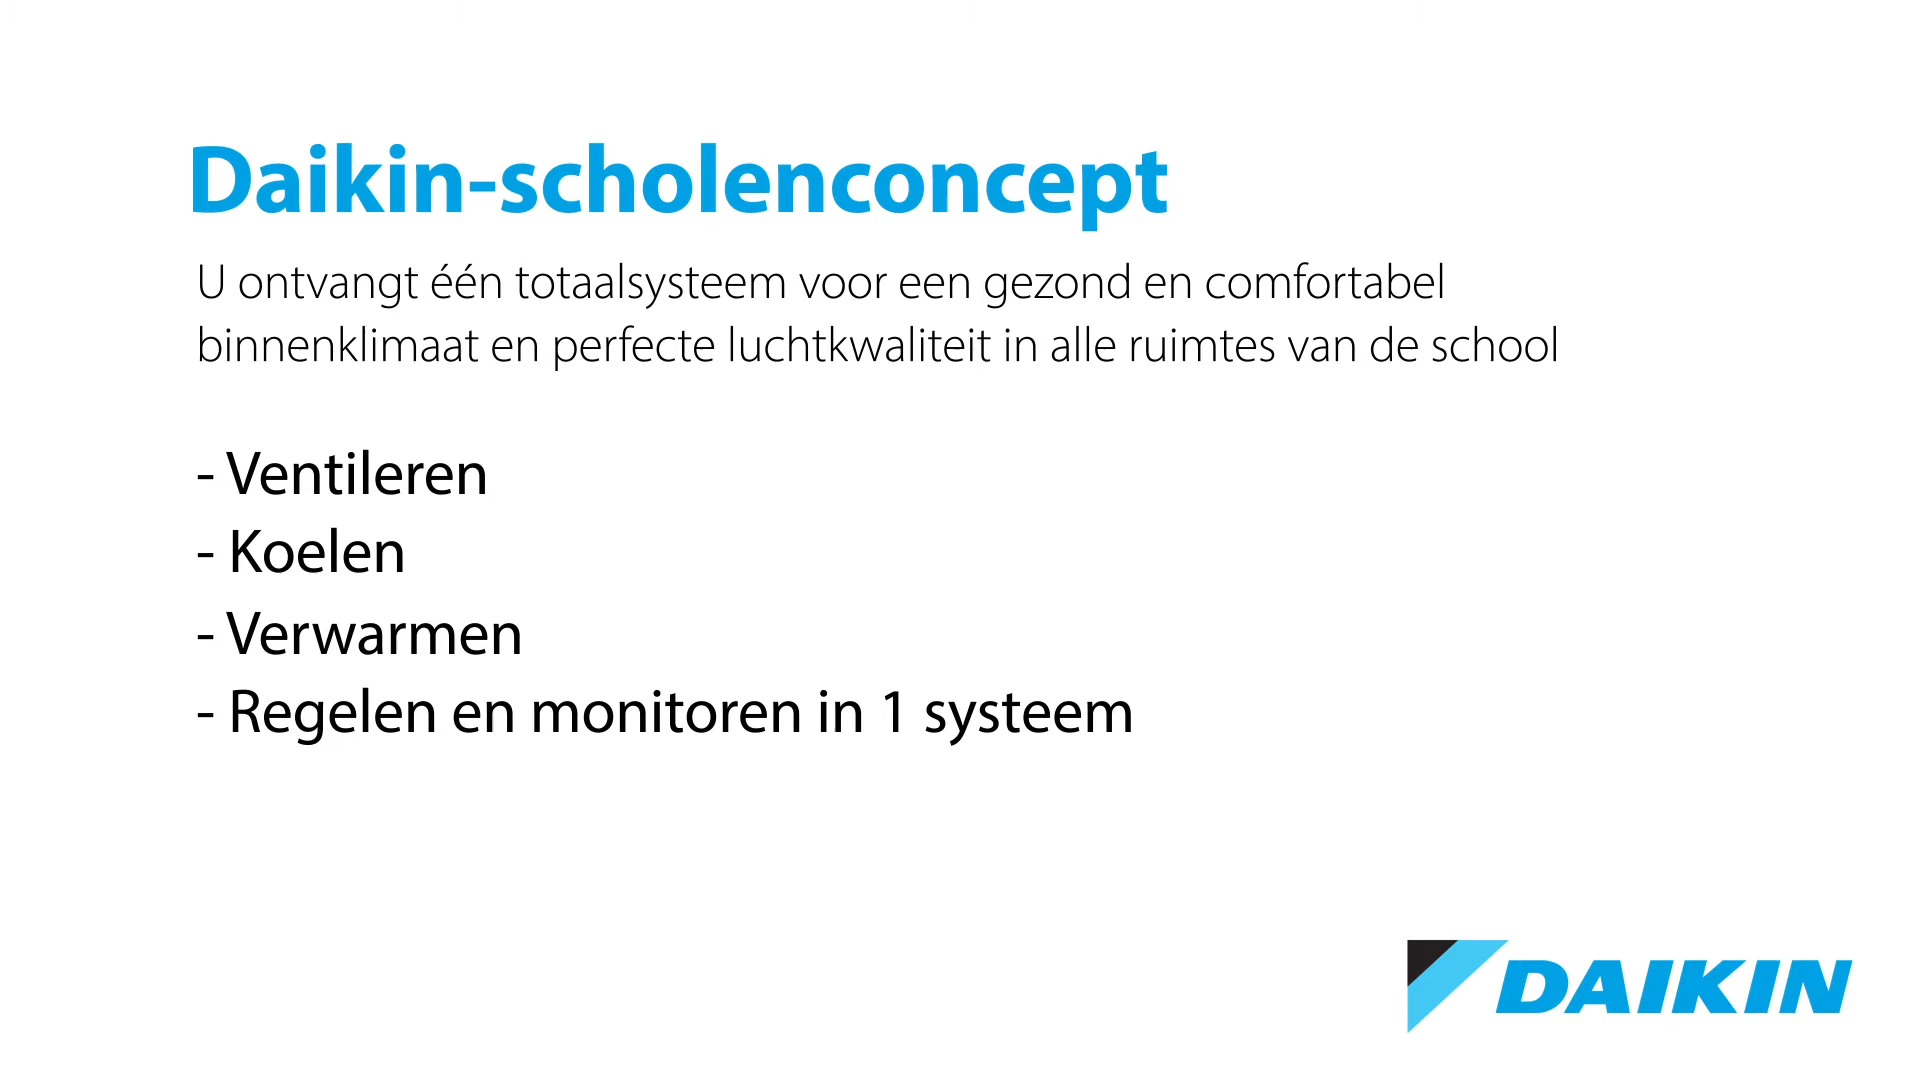 Daikin-scholenconcept
U ontvangt één totaalsysteem voor een gezond en comfortabel
binnenklimaat en perfecte luchtkwaliteit in alle ruimtes van de school
- Ventileren
- Koelen
- Verwarmen
- Regelen en monitoren in 1 systeem
DAIKIN